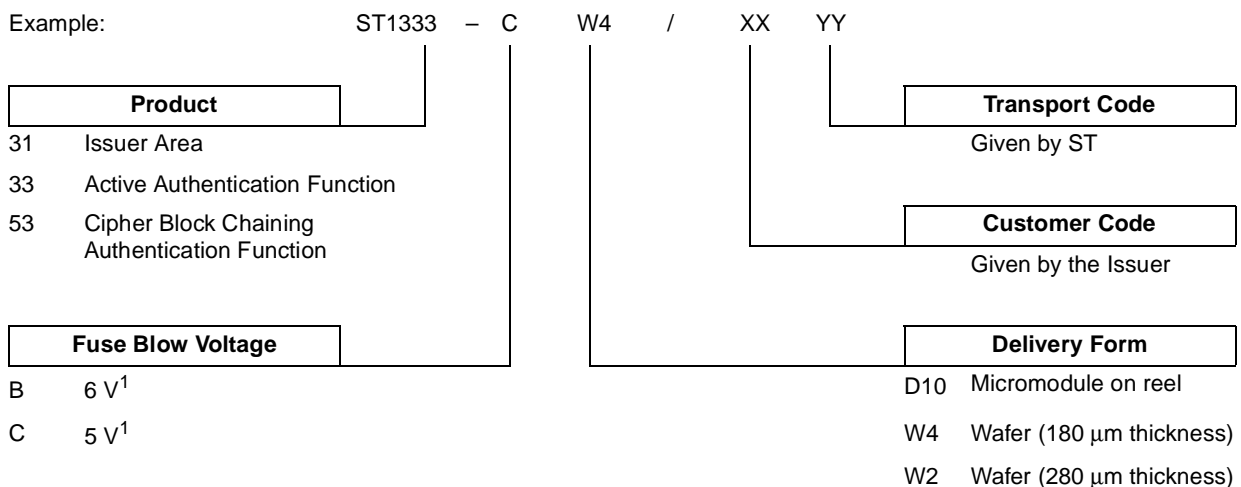 Example: ST1333 – C W4 / XX YY
Product
31 Issuer Area
33 Active Authentication Function
53 Cipher Block Chaining
Authentication Function
Fuse Blow Voltage
B 6 V1
C 5 V1
Transport Code
Given by ST
Customer Code
Given by the Issuer
Delivery Form
D10 Micromodule on reel
W4 Wafer (180 µm thickness)
W2 Wafer (280 µm thickness)